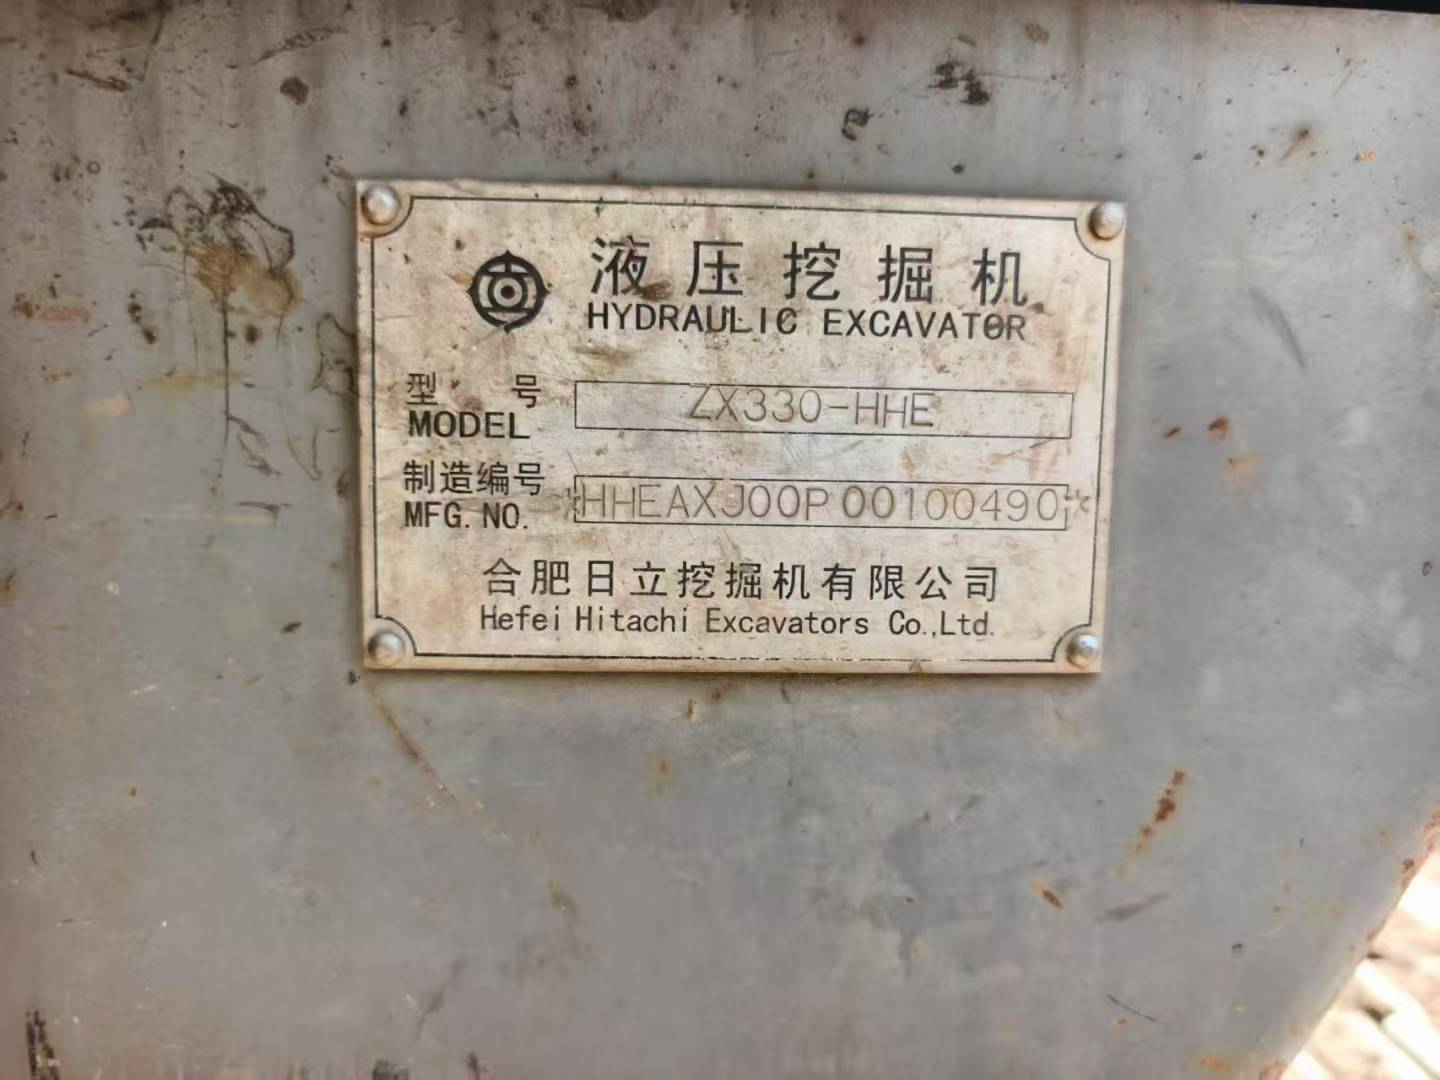 液压挖掘机
HYDRAULIC EXCAVATOR
型号 ZX330-HHE
MODEL
制造编号 *HHEAXJ00P00100490*
MFG. NO.
合肥日立挖掘机有限公司
Hefei Hitachi Excavators Co.,Ltd.